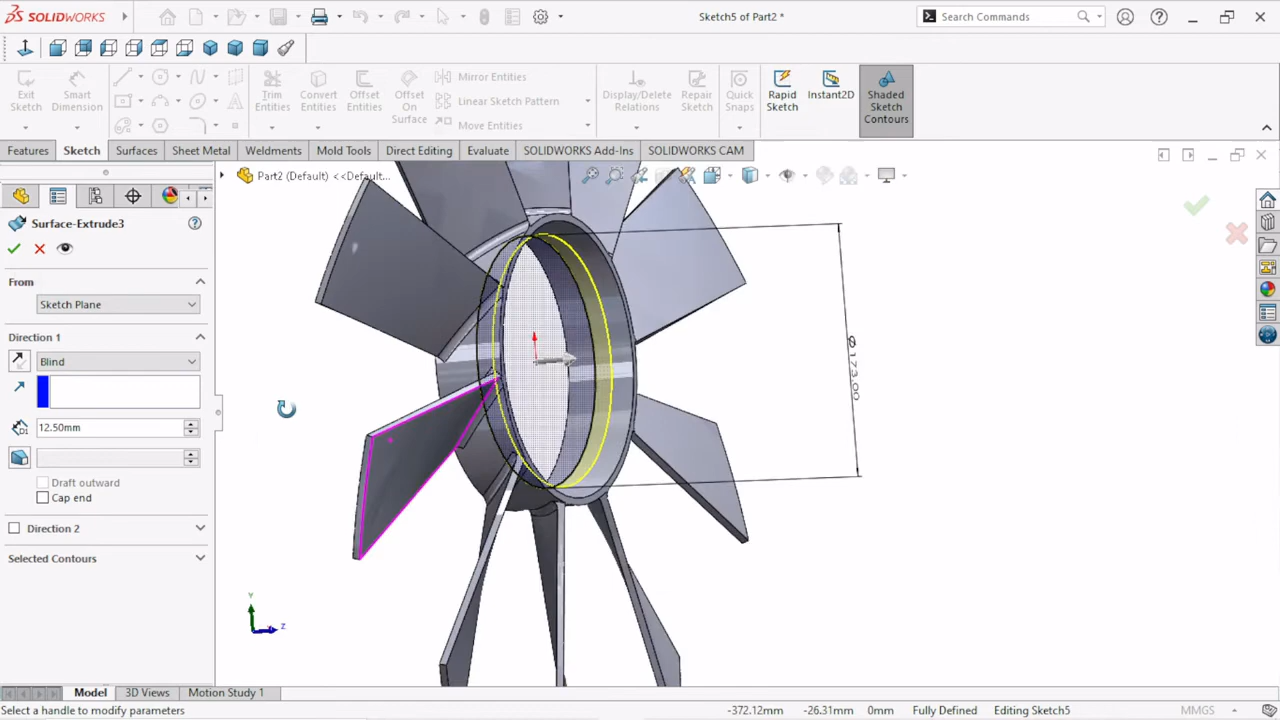 SOLIDWORKS
Sketch5 of Part2 *
Search Commands
Exit Sketch
Smart Dimension
Trim Entities
Convert Entities
Offset Entities
Offset On Surface
Mirror Entities
Linear Sketch Pattern
Move Entities
Display/Delete Relations
Repair Sketch
Quick Snaps
Rapid Sketch
Instant2D
Shaded Sketch Contours
Features
Sketch
Surfaces
Sheet Metal
Weldments
Mold Tools
Direct Editing
Evaluate
SOLIDWORKS Add-Ins
SOLIDWORKS CAM
Part2 (Default) <<Default...
Surface-Extrude3
From
Sketch Plane
Direction 1
Blind
12.50mm
Draft outward
Cap end
Direction 2
Selected Contours
Ø173.00
Y
Z
Model
3D Views
Motion Study 1
Select a handle to modify parameters
-372.12mm
-26.31mm
0mm
Fully Defined
Editing Sketch5
MMGS